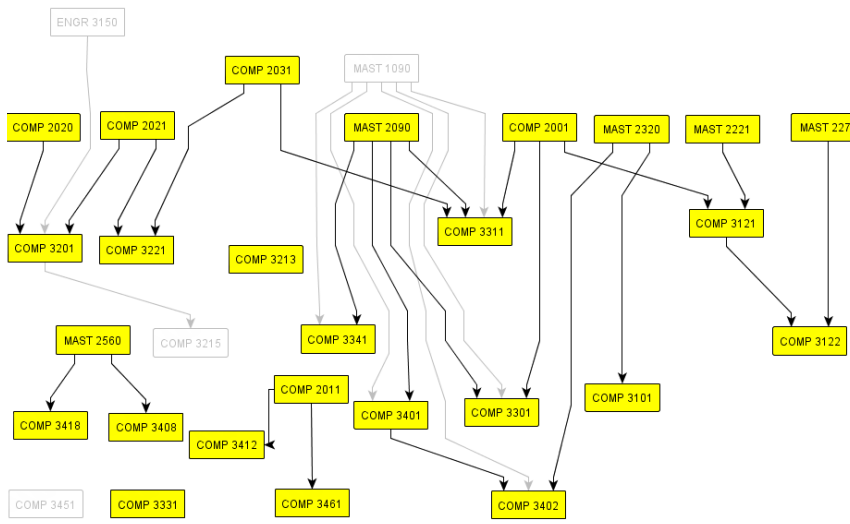 ENGR 3150
COMP 2031
MAST 1090
COMP 2020
COMP 2021
MAST 2090
COMP 2001
MAST 2320
MAST 2221
MAST 227
COMP 3201
COMP 3221
COMP 3213
COMP 3311
COMP 3121
MAST 2560
COMP 3215
COMP 3341
COMP 3122
COMP 2011
COMP 3418
COMP 3408
COMP 3412
COMP 3401
COMP 3301
COMP 3101
COMP 3451
COMP 3331
COMP 3461
COMP 3402